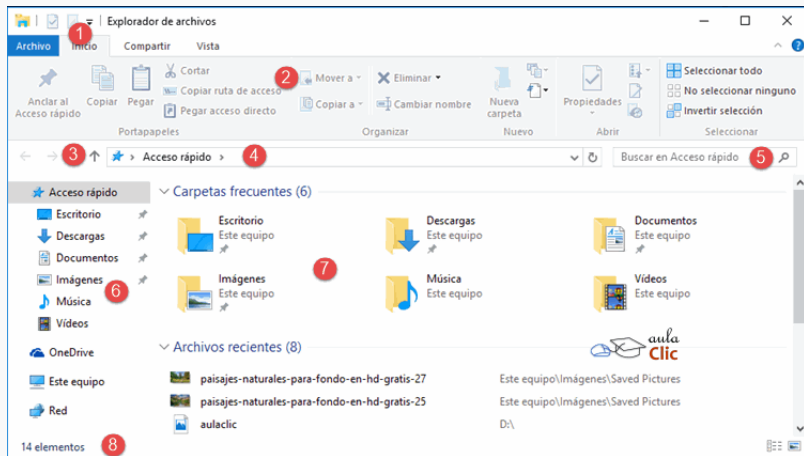 Explorador de archivos
1
Archivo Inicio Compartir Vista
2
Anclar al Acceso rápido
Copiar
Pegar
Cortar
Copiar ruta de acceso
Pegar acceso directo
Portapapeles
Mover a
Copiar a
Eliminar
Cambiar nombre
Organizar
Nueva carpeta
Nuevo
Propiedades
Abrir
Seleccionar todo
No seleccionar ninguno
Invertir selección
Seleccionar
3
Acceso rápido
4
Buscar en Acceso rápido
5
Acceso rápido
Escritorio
Descargas
Documentos
Imágenes
6
Música
Vídeos
OneDrive
Este equipo
Red
Carpetas frecuentes (6)
Escritorio
Este equipo
Descargas
Este equipo
Documentos
Este equipo
Imágenes
Este equipo
7
Música
Este equipo
Vídeos
Este equipo
aula
Clic
Archivos recientes (8)
paisajes-naturales-para-fondo-en-hd-gratis-27 Este equipo\Imágenes\Saved Pictures
paisajes-naturales-para-fondo-en-hd-gratis-25 Este equipo\Imágenes\Saved Pictures
aulaclic D:\
14 elementos
8